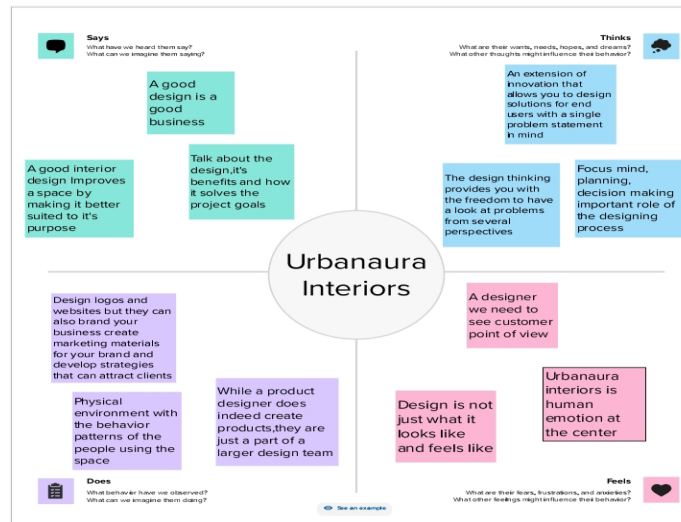 Says
What have we heard them say?
What can we imagine them saying?
A good
design is a
good
business
A good interior
design Improves
a space by
making it better
suited to it's
purpose
Talk about the
design,it's
benefits and how
it solves the
project goals
Thinks
What are their wants, needs, hopes, and dreams?
What other thoughts might influence their behavior?
An extension of
innovation that
allows you to design
solutions for end
users with a single
problem statement
in mind
The design thinking
provides you with
the freedom to have
a look at problems
from several
perspectives
Focus mind,
planning,
decision making
important role of
the designing
process
Urbanaura
Interiors
Design logos and
websites but they can
also brand your
business create
marketing materials
for your brand and
develop strategies
that can attract clients
Physical
environment with
the behavior
patterns of the
people using the
space
While a product
designer does
indeed create
products,they are
just a part of a
larger design team
Does
What behavior have we observed?
What can we imagine them doing?
A designer
we need to
see customer
point of view
Design is not
just what it
looks like
and feels like
Urbanaura
interiors is
human
emotion at
the center
Feels
What are their fears, frustrations, and anxieties?
What other feelings might influence their behavior?
See an example